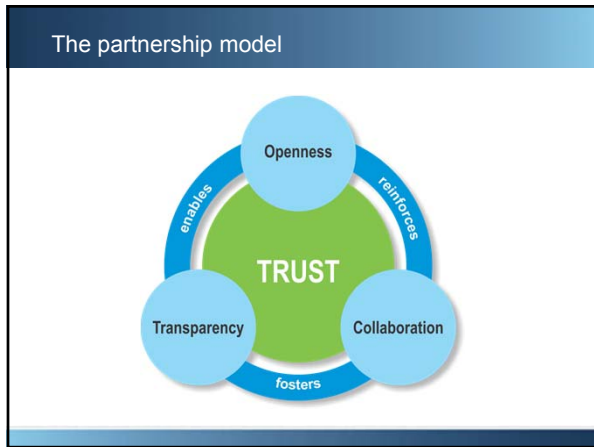 The partnership model
Openness
enables
reinforces
TRUST
Transparency
Collaboration
fosters